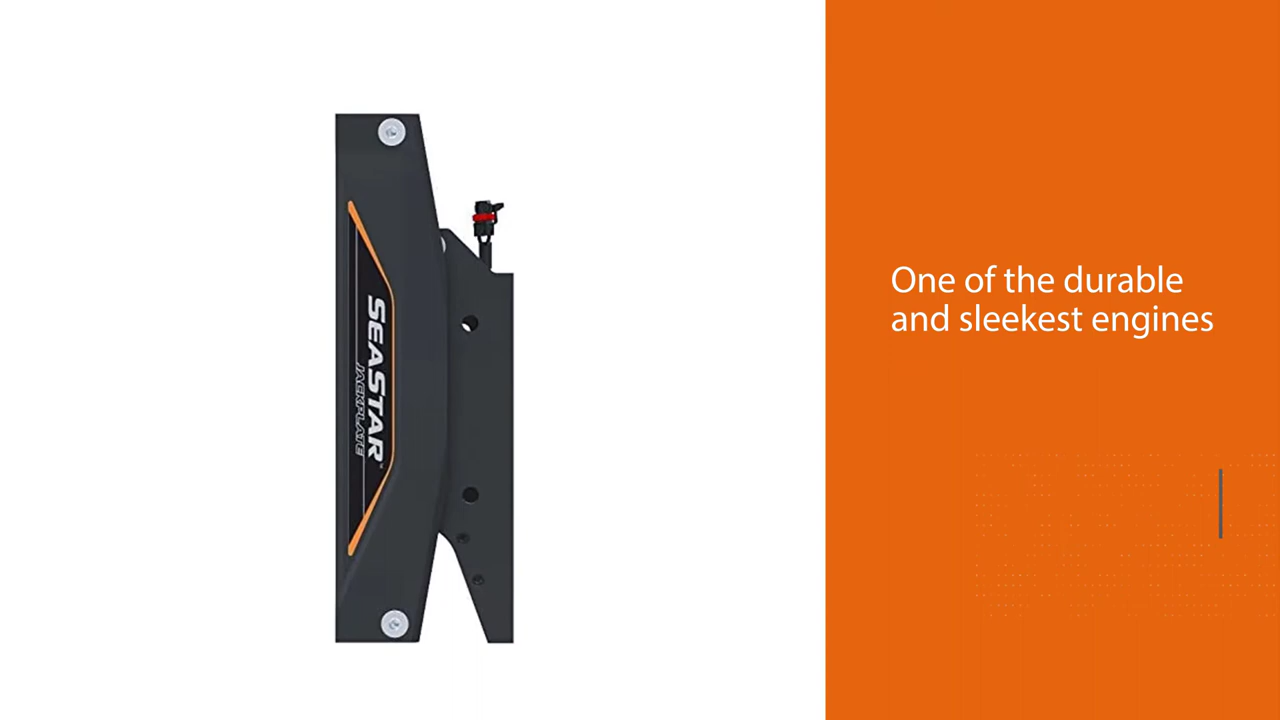 SEASTAR
JACKPLATE
One of the durable
and sleekest engines